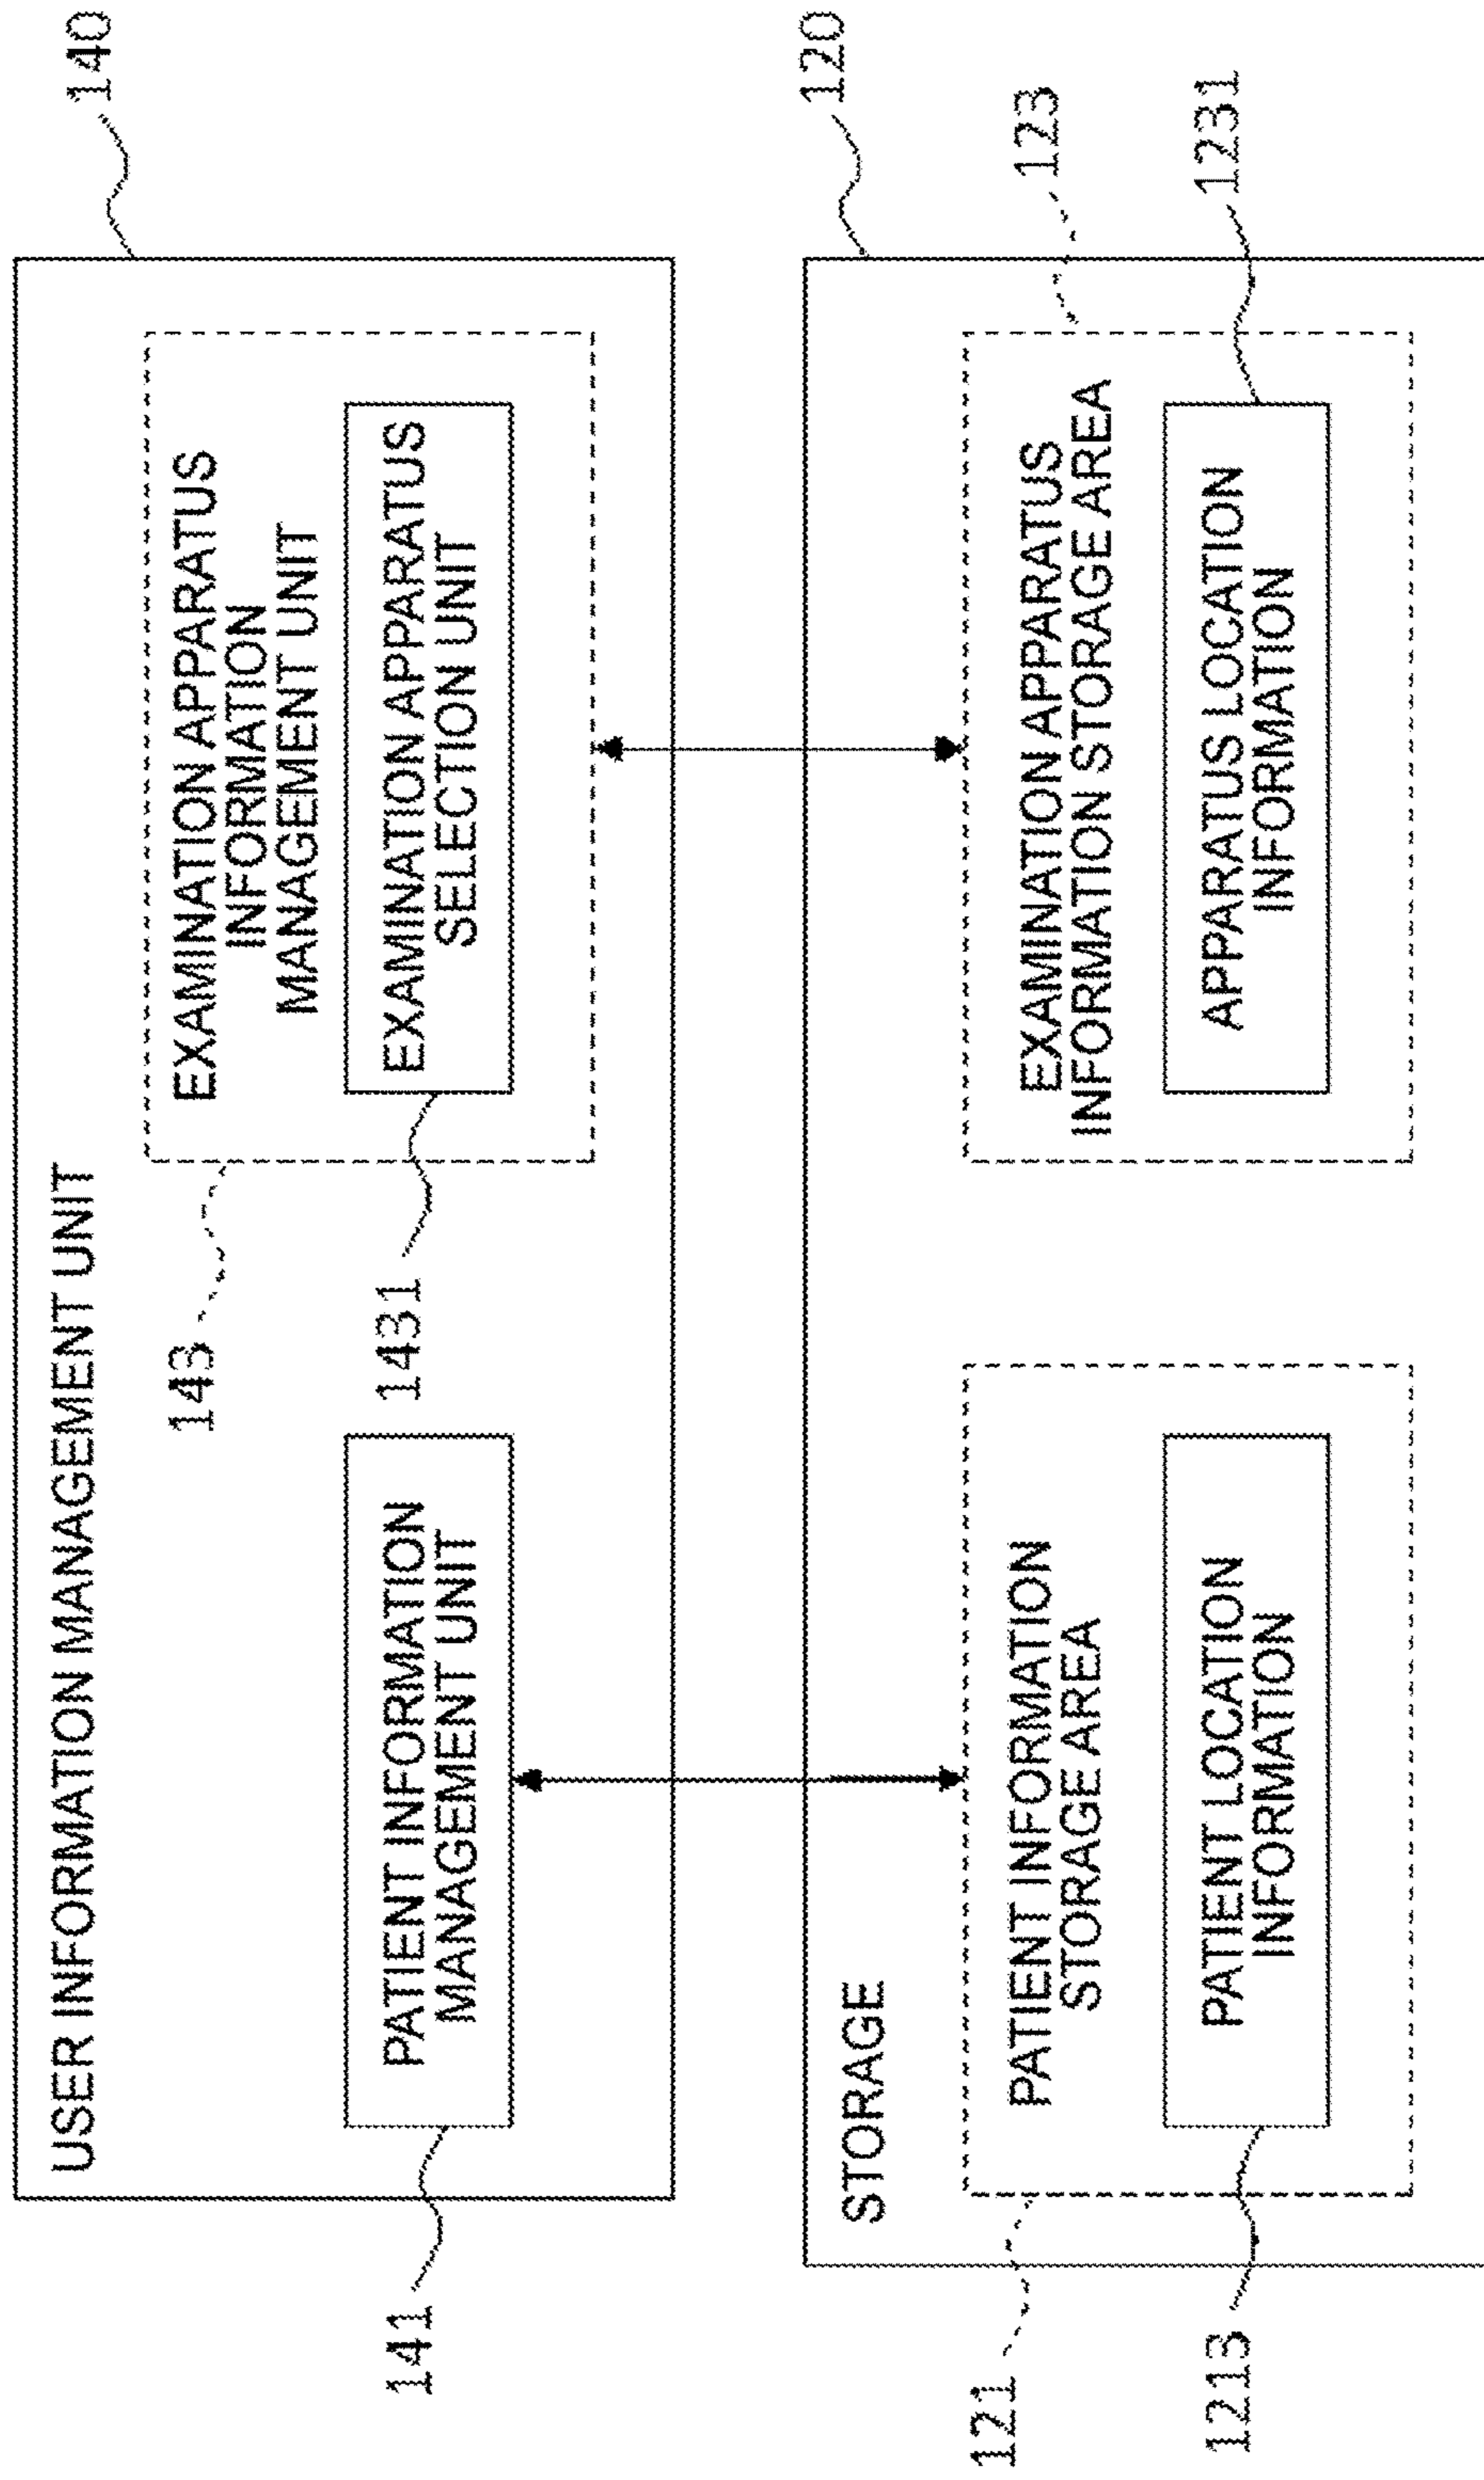 USER INFORMATION MANAGEMENT UNIT
140
143
EXAMINATION APPARATUS
INFORMATION
MANAGEMENT UNIT
141
PATIENT INFORMATION
MANAGEMENT UNIT
1431
EXAMINATION APPARATUS
SELECTION UNIT
STORAGE
120
121
PATIENT INFORMATION
STORAGE AREA
123
EXAMINATION APPARATUS
INFORMATION STORAGE AREA
1213
PATIENT LOCATION
INFORMATION
1231
APPARATUS LOCATION
INFORMATION